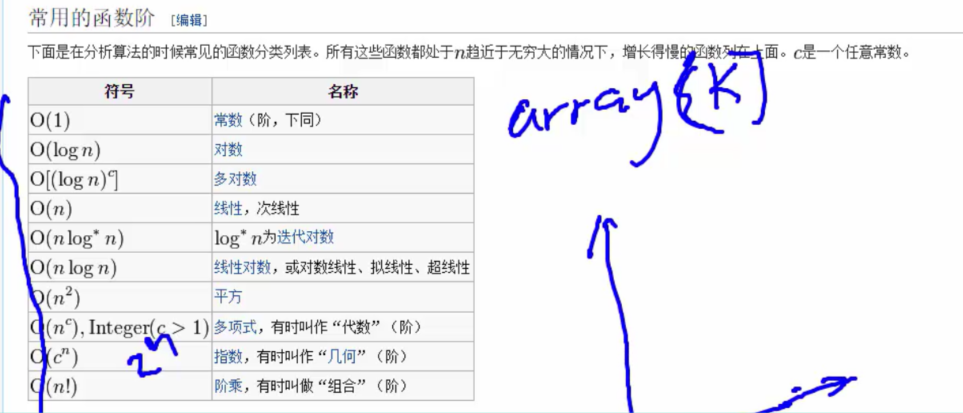 常用的函数阶 [编辑]
下面是在分析算法的时候常见的函数分类列表。所有这些函数都处于n趋近于无穷大的情况下，增长得慢的函数列在上面。c是一个任意常数。
符号 名称
O(1) 常数（阶，下同）
O(log n) 对数
O[(log n)^c] 多对数
O(n) 线性，次线性
O(n log* n) log* n为迭代对数
O(n log n) 线性对数，或对数线性、拟线性、超线性
O(n²) 平方
O(n^c), Integer(c > 1) 多项式，有时叫作“代数”（阶）
O(c^n) 指数，有时叫作“几何”（阶）
O(n!) 阶乘，有时叫做“组合”（阶）
array[K]
2^n